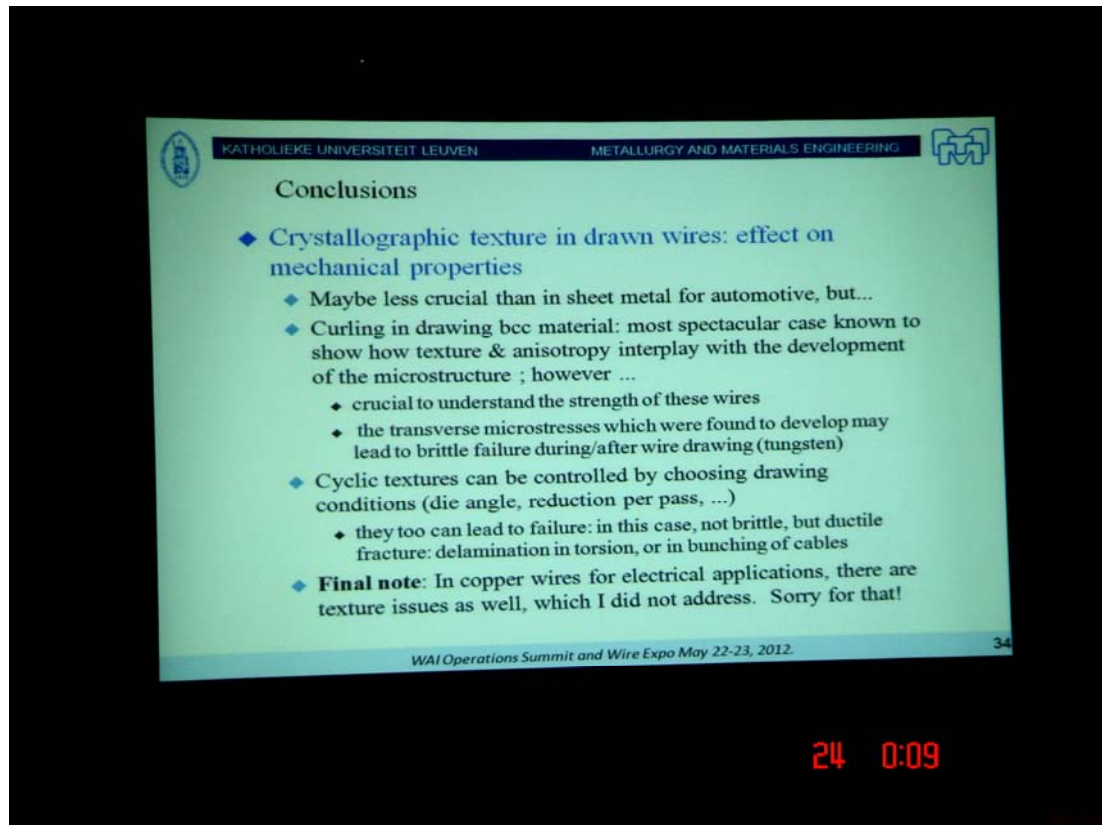 KATHOLIEKE UNIVERSITEIT LEUVEN METALLURGY AND MATERIALS ENGINEERING
Conclusions
Crystallographic texture in drawn wires: effect on
mechanical properties
Maybe less crucial than in sheet metal for automotive, but...
Curling in drawing bcc material: most spectacular case known to
show how texture & anisotropy interplay with the development
of the microstructure ; however ...
crucial to understand the strength of these wires
the transverse microstresses which were found to develop may
lead to brittle failure during/after wire drawing (tungsten)
Cyclic textures can be controlled by choosing drawing
conditions (die angle, reduction per pass, ...)
they too can lead to failure: in this case, not brittle, but ductile
fracture: delamination in torsion, or in bunching of cables
Final note: In copper wires for electrical applications, there are
texture issues as well, which I did not address. Sorry for that!
WAI Operations Summit and Wire Expo May 22-23, 2012.
34
24 0:09